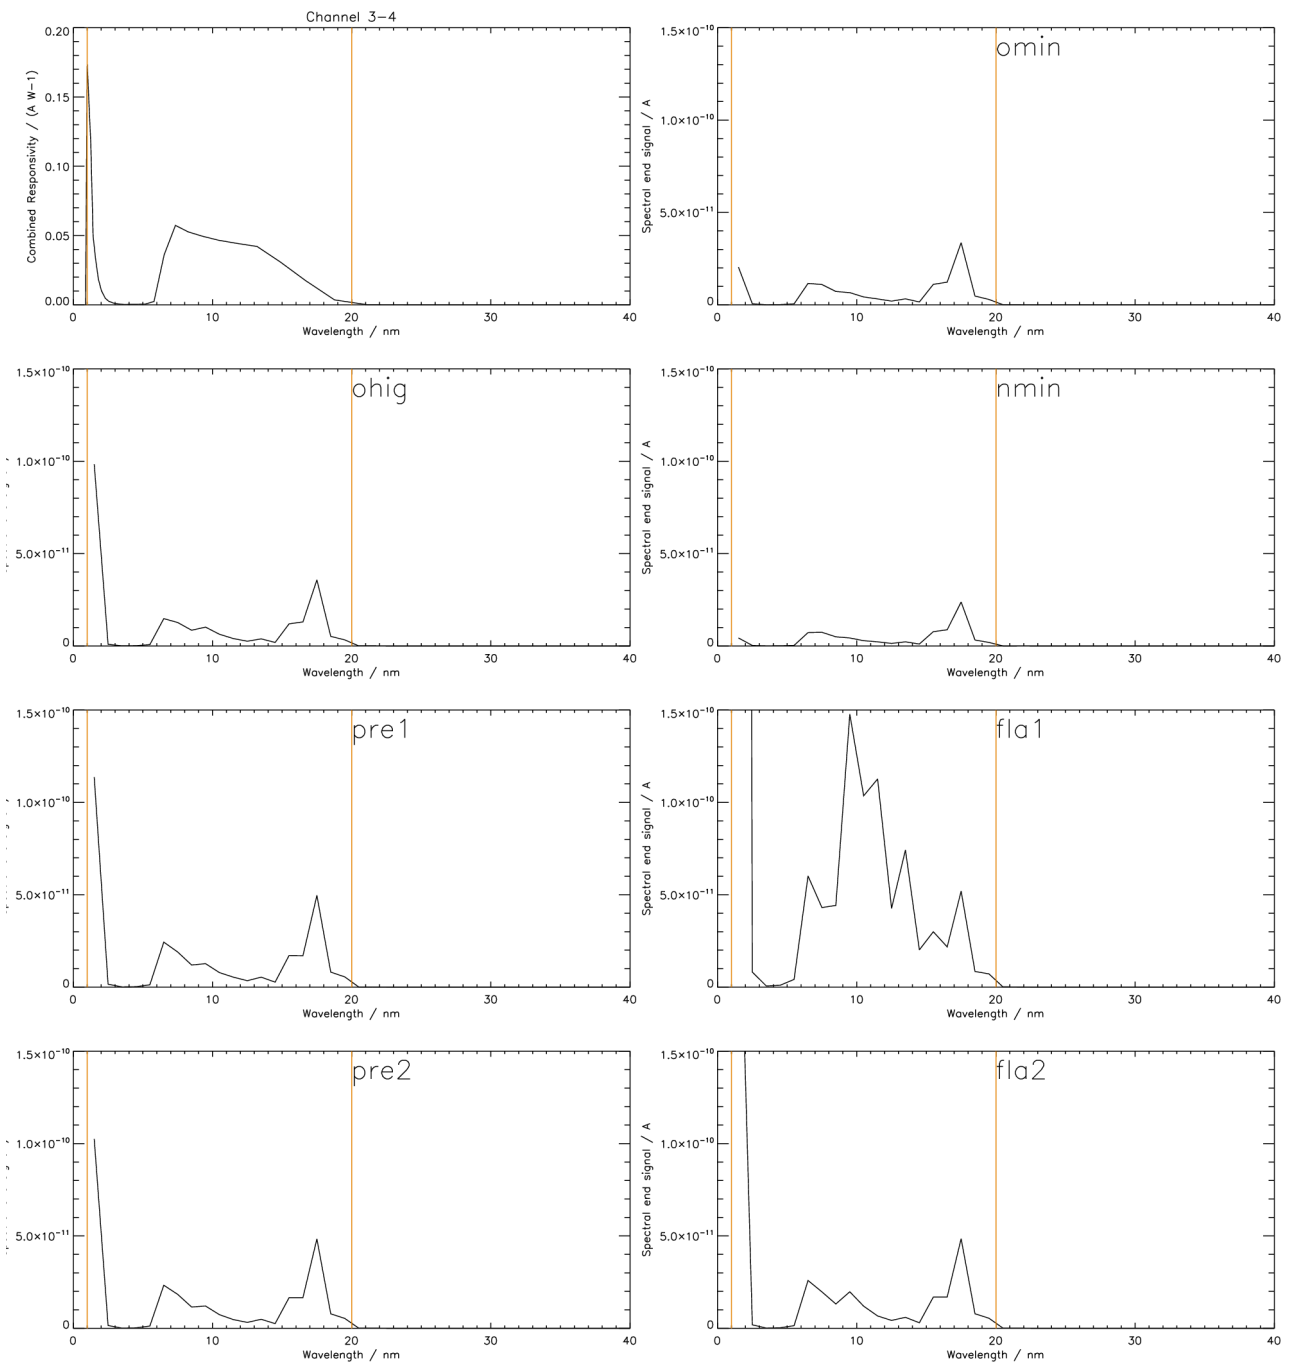 Channel 3-4
0.20
0.15
0.10
0.05
0.00
Combined Responsivity / (A W-1)
0 10 20 30 40
Wavelength / nm
omin
1.5×10⁻¹⁰
1.0×10⁻¹⁰
5.0×10⁻¹¹
0
Spectral end signal / A
0 10 20 30 40
Wavelength / nm
ohig
1.5×10⁻¹⁰
1.0×10⁻¹⁰
5.0×10⁻¹¹
0
0 10 20 30 40
Wavelength / nm
nmin
1.5×10⁻¹⁰
1.0×10⁻¹⁰
5.0×10⁻¹¹
0
Spectral end signal / A
0 10 20 30 40
Wavelength / nm
pre1
1.5×10⁻¹⁰
1.0×10⁻¹⁰
5.0×10⁻¹¹
0
0 10 20 30 40
Wavelength / nm
fla1
1.5×10⁻¹⁰
1.0×10⁻¹⁰
5.0×10⁻¹¹
0
Spectral end signal / A
0 10 20 30 40
Wavelength / nm
pre2
1.5×10⁻¹⁰
1.0×10⁻¹⁰
5.0×10⁻¹¹
0
0 10 20 30 40
Wavelength / nm
fla2
1.5×10⁻¹⁰
1.0×10⁻¹⁰
5.0×10⁻¹¹
0
Spectral end signal / A
0 10 20 30 40
Wavelength / nm